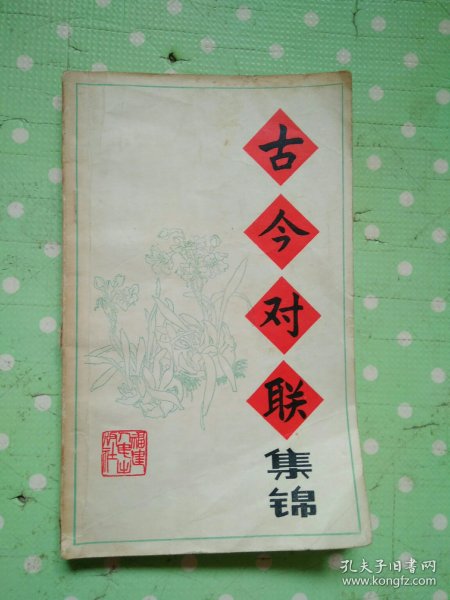 古今对联
集锦
福建
人民出
版社
孔夫子旧书网
www.kongfz.com